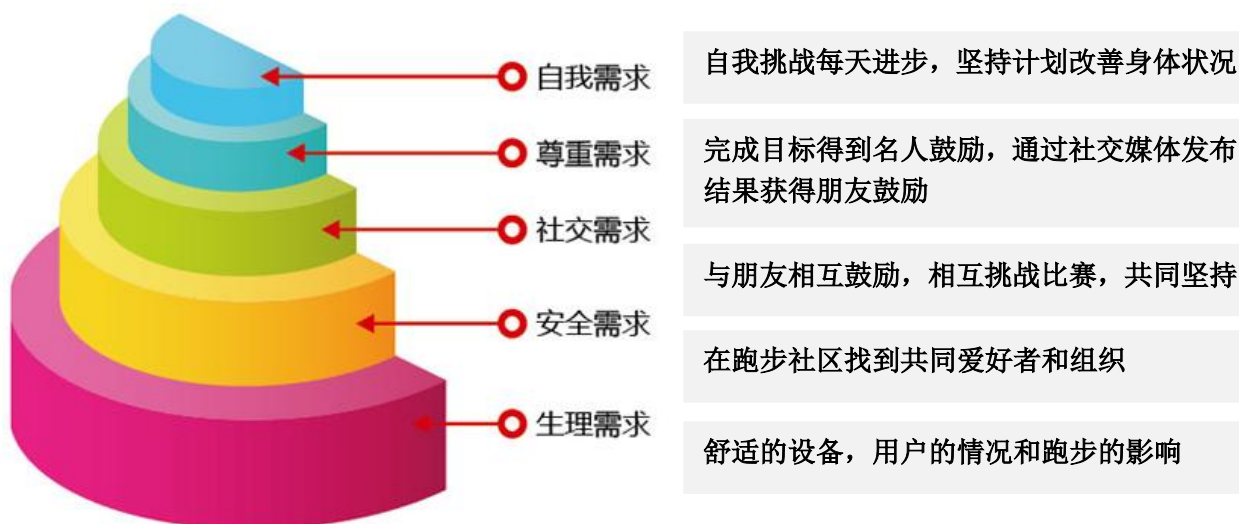 自我需求
自我挑战每天进步，坚持计划改善身体状况
尊重需求
完成目标得到名人鼓励，通过社交媒体发布
结果获得朋友鼓励
社交需求
与朋友相互鼓励，相互挑战比赛，共同坚持
安全需求
在跑步社区找到共同爱好者和组织
生理需求
舒适的设备，用户的情况和跑步的影响